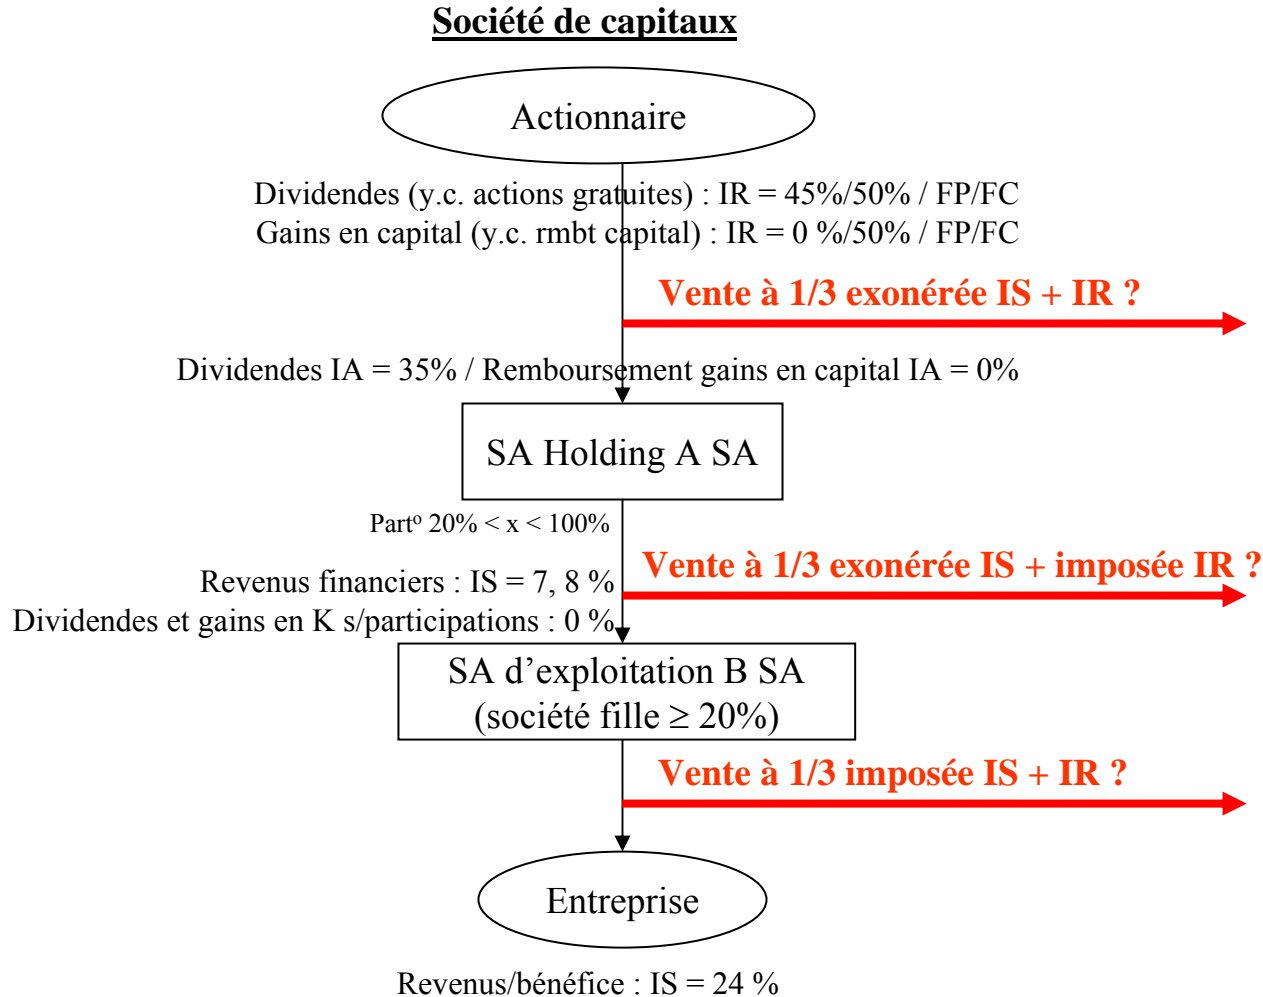 Société de capitaux
Actionnaire
Dividendes (y.c. actions gratuites) : IR = 45%/50% / FP/FC
Gains en capital (y.c. rmbt capital) : IR = 0 %/50% / FP/FC
Vente à 1/3 exonérée IS + IR ?
Dividendes IA = 35% / Remboursement gains en capital IA = 0%
SA Holding A SA
Partº 20% < x < 100%
Vente à 1/3 exonérée IS + imposée IR ?
Revenus financiers : IS = 7, 8 %
Dividendes et gains en K s/participations : 0 %
SA d’exploitation B SA
(société fille ≥ 20%)
Vente à 1/3 imposée IS + IR ?
Entreprise
Revenus/bénéfice : IS = 24 %